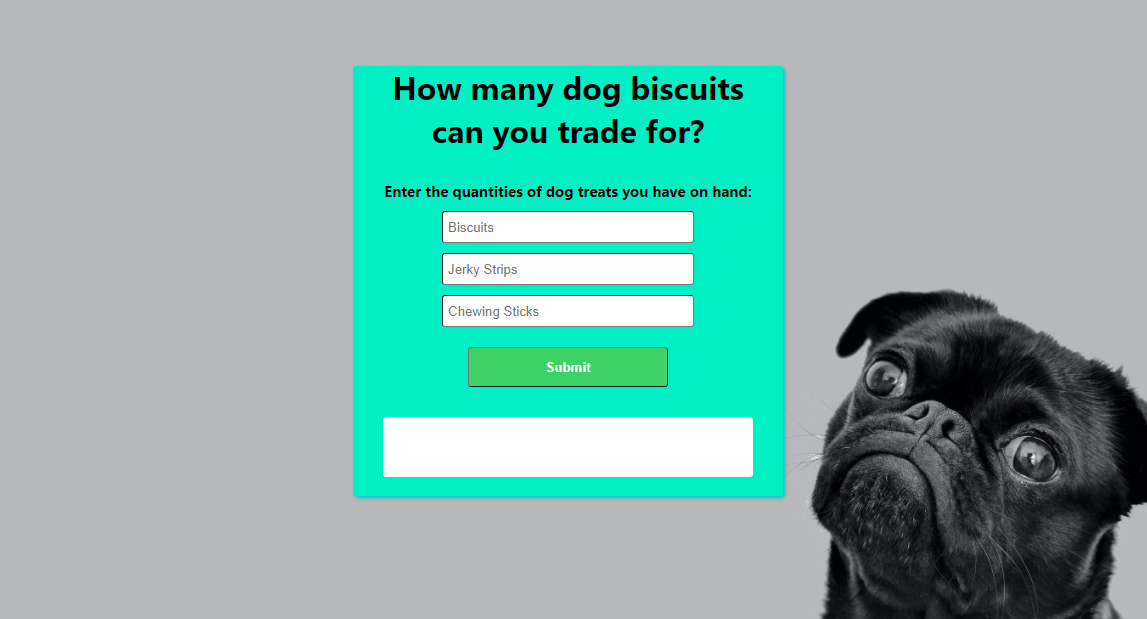 How many dog biscuits
can you trade for?
Enter the quantities of dog treats you have on hand:
Biscuits
Jerky Strips
Chewing Sticks
Submit